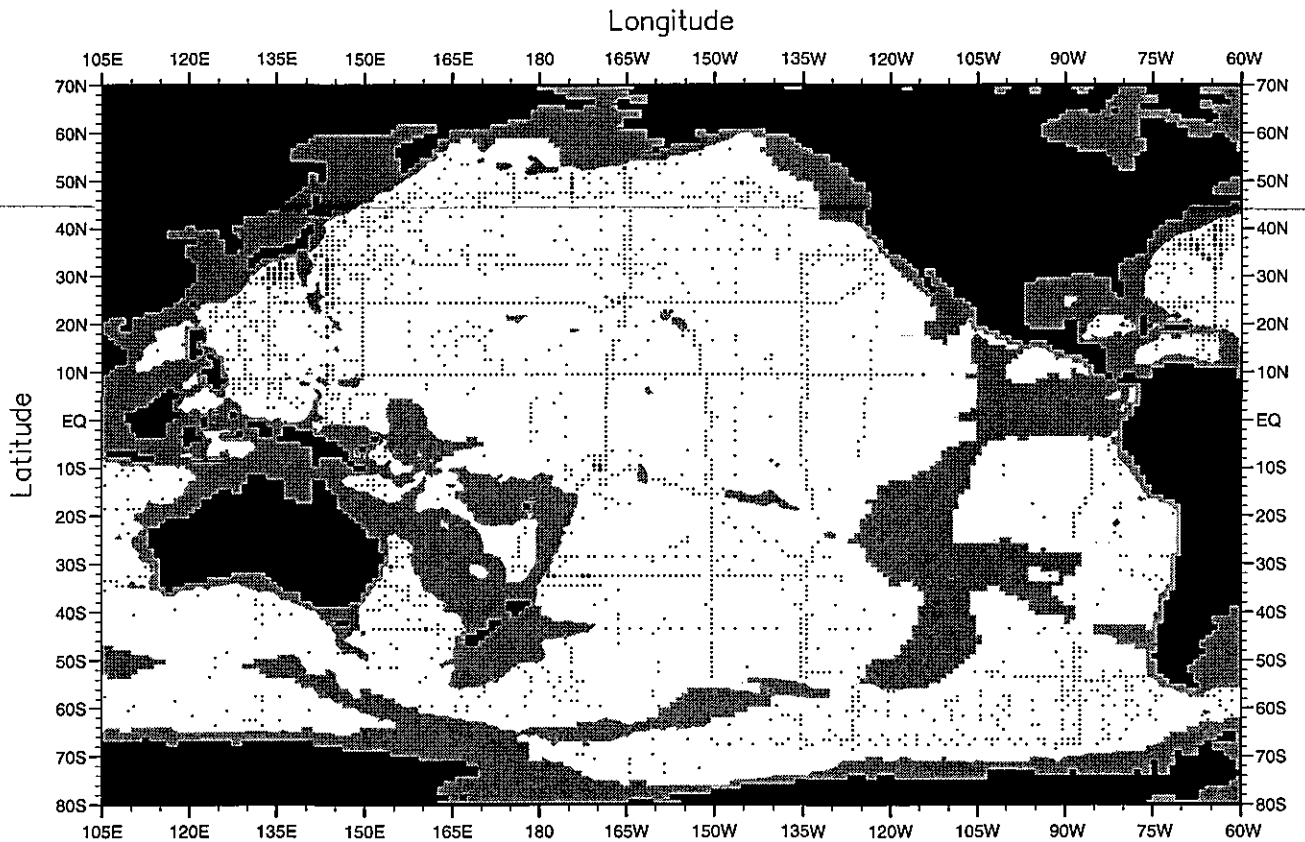 Longitude
105E 120E 135E 150E 165E 180 165W 150W 135W 120W 105W 90W 75W 60W
70N 70N
60N 60N
50N 50N
40N 40N
30N 30N
20N 20N
10N 10N
EQ EQ
10S 10S
20S 20S
30S 30S
40S 40S
50S 50S
60S 60S
70S 70S
80S 80S
Latitude
105E 120E 135E 150E 165E 180 165W 150W 135W 120W 105W 90W 75W 60W